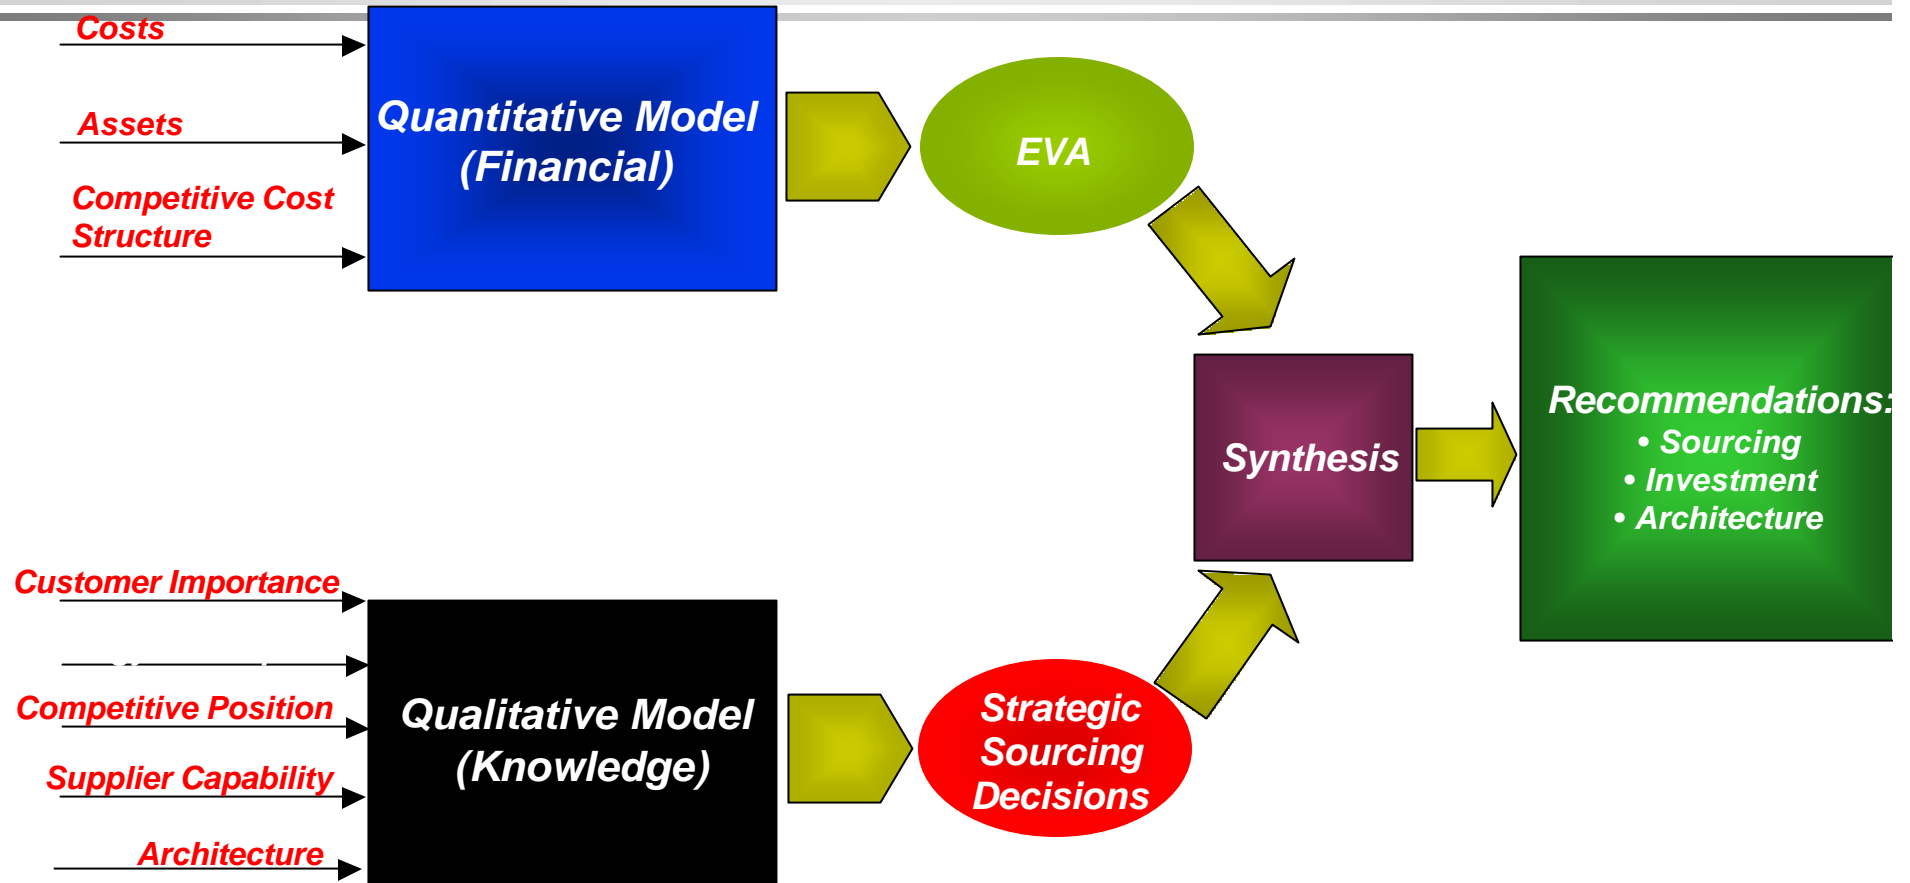 Costs
Assets
Competitive Cost
Structure
Quantitative Model
(Financial)
EVA
Synthesis
Recommendations:
• Sourcing
• Investment
• Architecture
Customer Importance
Competitive Position
Supplier Capability
Architecture
Qualitative Model
(Knowledge)
Strategic
Sourcing
Decisions